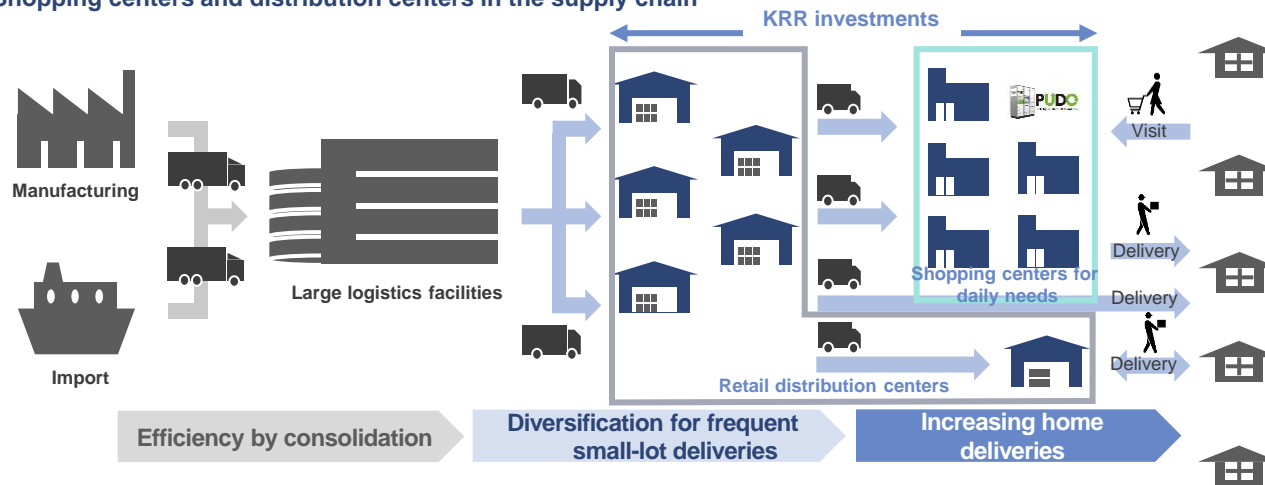 Shopping centers and distribution centers in the supply chain
KRR investments
PUDO
Visit
Manufacturing
Delivery
Shopping centers for
daily needs
Large logistics facilities
Delivery
Import
Delivery
Retail distribution centers
Efficiency by consolidation
Diversification for frequent
small-lot deliveries
Increasing home
deliveries